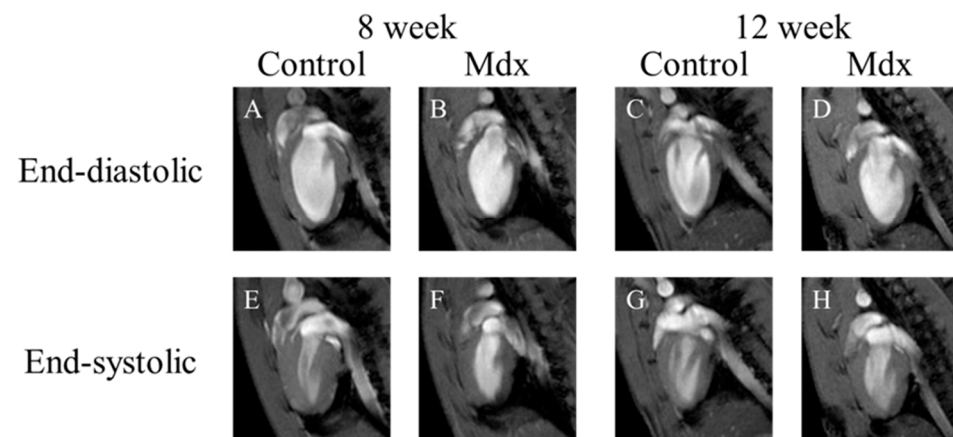 8 week 12 week
Control Mdx Control Mdx
End-diastolic A B C D
End-systolic E F G H